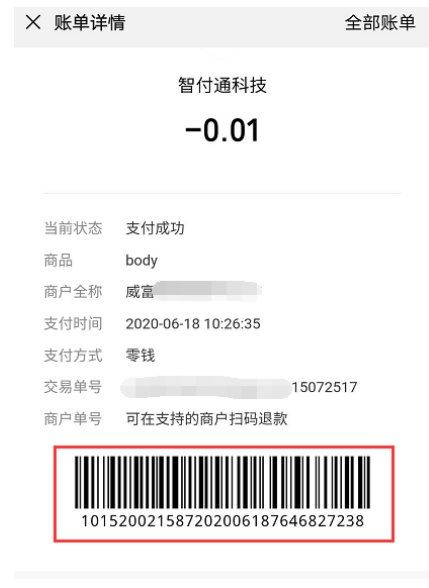 账单详情 全部账单
智付通科技
-0.01
当前状态 支付成功
商品 body
商户全称 威富
支付时间 2020-06-18 10:26:35
支付方式 零钱
交易单号 15072517
商户单号 可在支持的商户扫码退款
10152002158720200618764682​7238